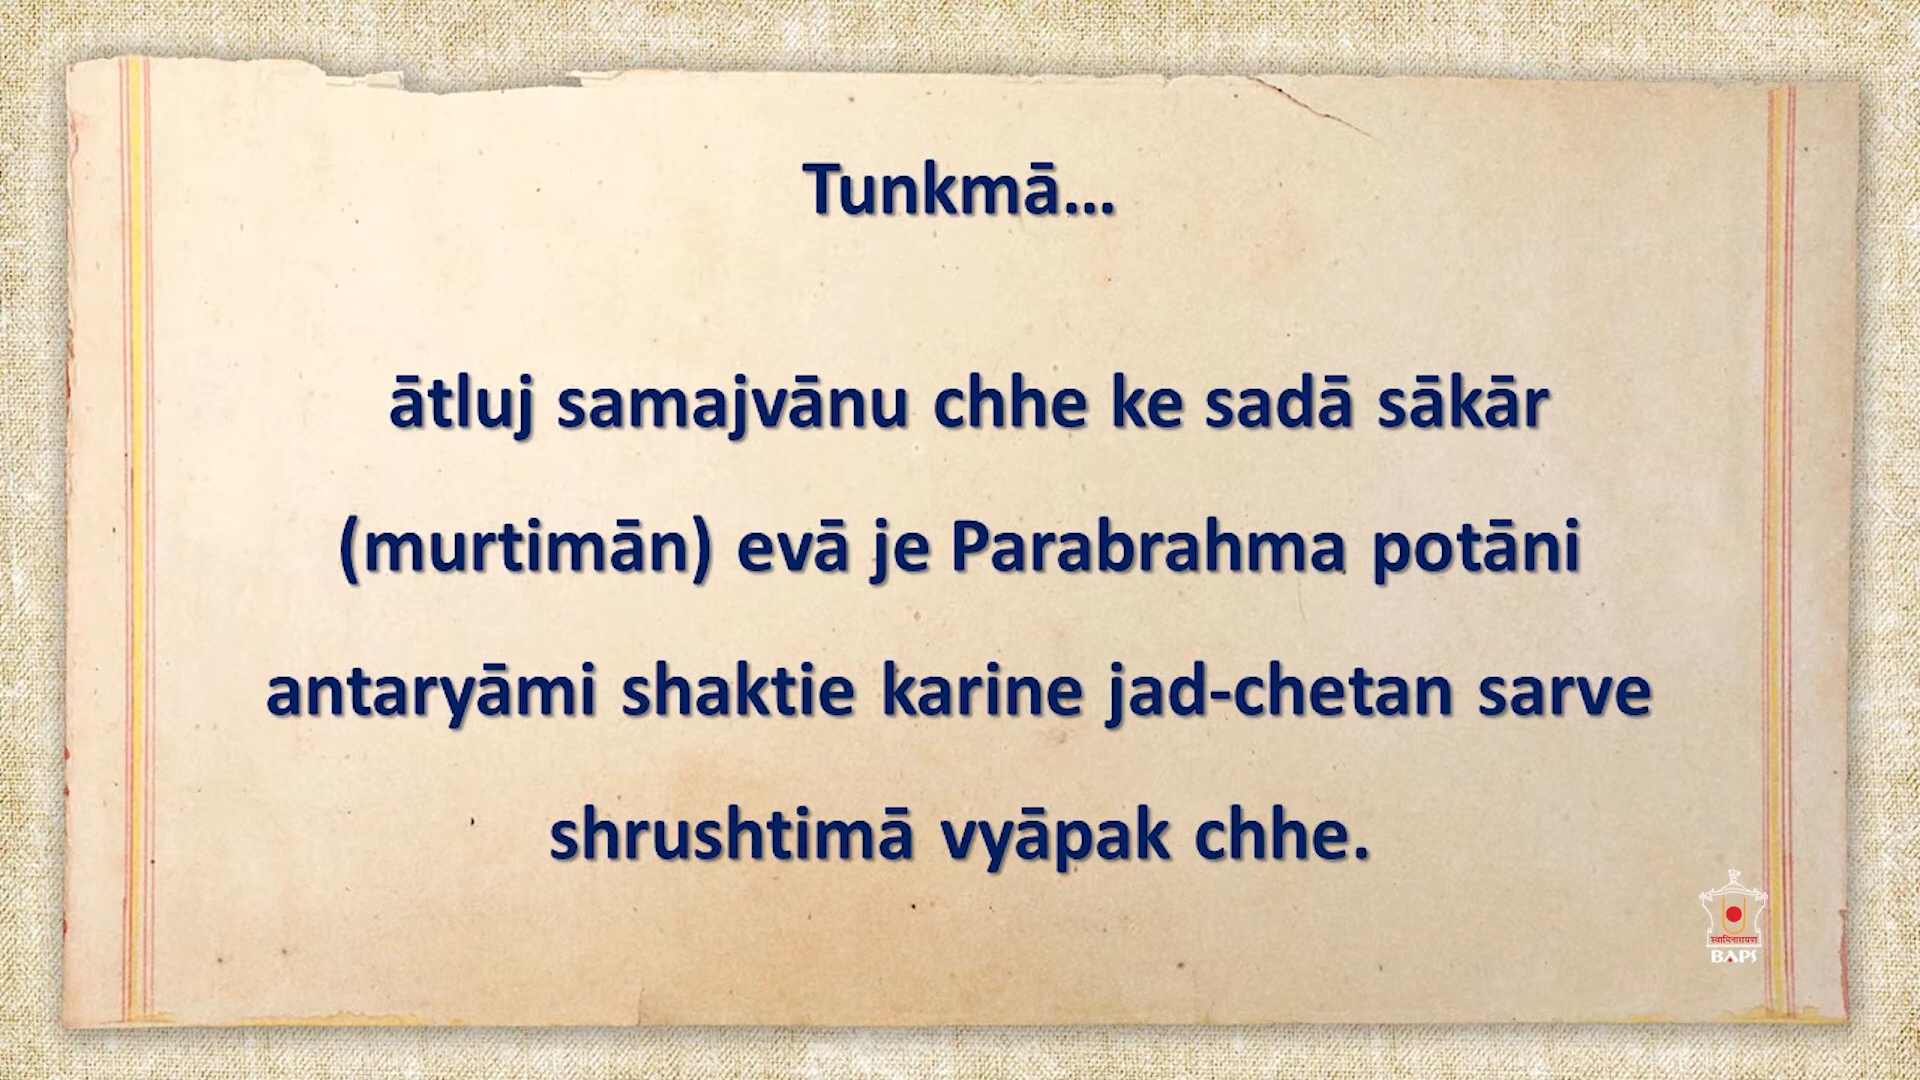 Tunkmā...
ātluj samajvānu chhe ke sadā sākār
(murtimān) evā je Parabrahma potāni
antaryāmi shaktie karine jad-chetan sarve
shrushtimā vyāpak chhe.
स्वामिनारायण
BAPS